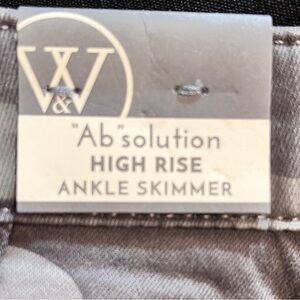 W&
"Ab"solution
HIGH RISE
ANKLE SKIMMER